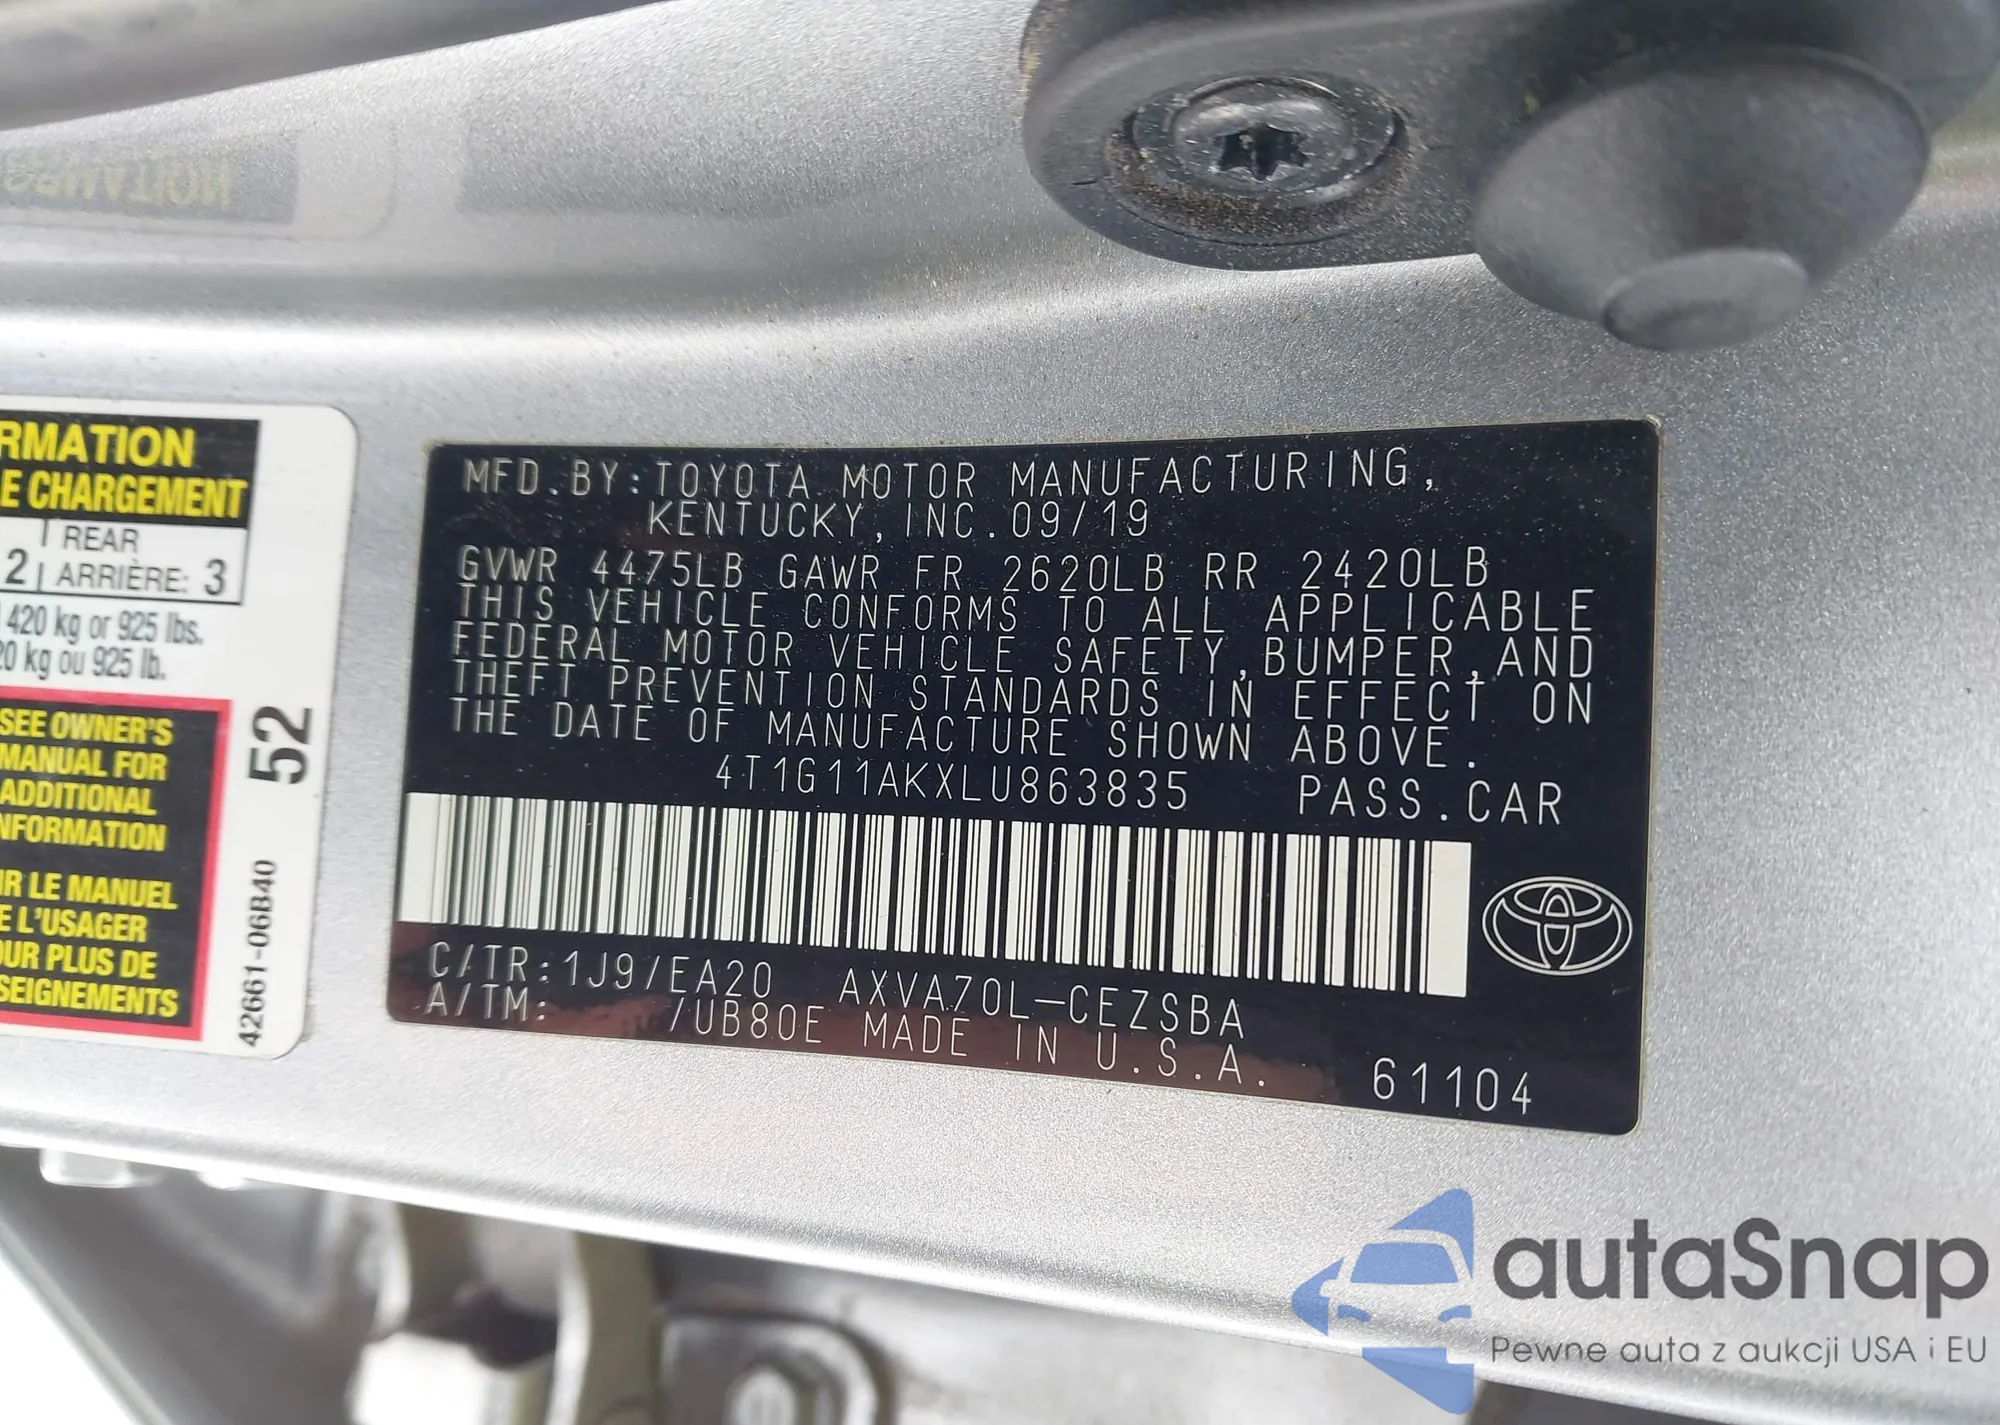 RMATION
E CHARGEMENT
2 | REAR
ARRIÈRE: 3
420 kg or 925 lbs.
20 kg ou 925 lb.
SEE OWNER'S
MANUAL FOR
ADDITIONAL
NFORMATION
IR LE MANUEL
E L'USAGER
OUR PLUS DE
SEIGNEMENTS
52
42661-06B40
MFD.BY:TOYOTA MOTOR MANUFACTURING,
KENTUCKY,INC.09/19
GVWR 4475LB GAWR FR 2620LB RR 2420LB
THIS VEHICLE CONFORMS TO ALL APPLICABLE
FEDERAL MOTOR VEHICLE SAFETY,BUMPER,AND
THEFT PREVENTION STANDARDS IN EFFECT ON
THE DATE OF MANUFACTURE SHOWN ABOVE.
4T1G11AKXLU863835 PASS.CAR
C/TR:1J9/EA20 AXVA70L-CEZSBA
A/TM: /UB80E MADE IN U.S.A.
61104
autaSnap
Pewne auta z aukcji USA i EU